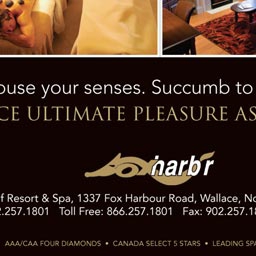 ouse your senses. Succumb to
CE ULTIMATE PLEASURE AS
foxharb'r
f Resort & Spa, 1337 Fox Harbour Road, Wallace, No
2.257.1801 Toll Free: 866.257.1801 Fax: 902.257.18
AAA/CAA FOUR DIAMONDS • CANADA SELECT 5 STARS • LEADING SPA